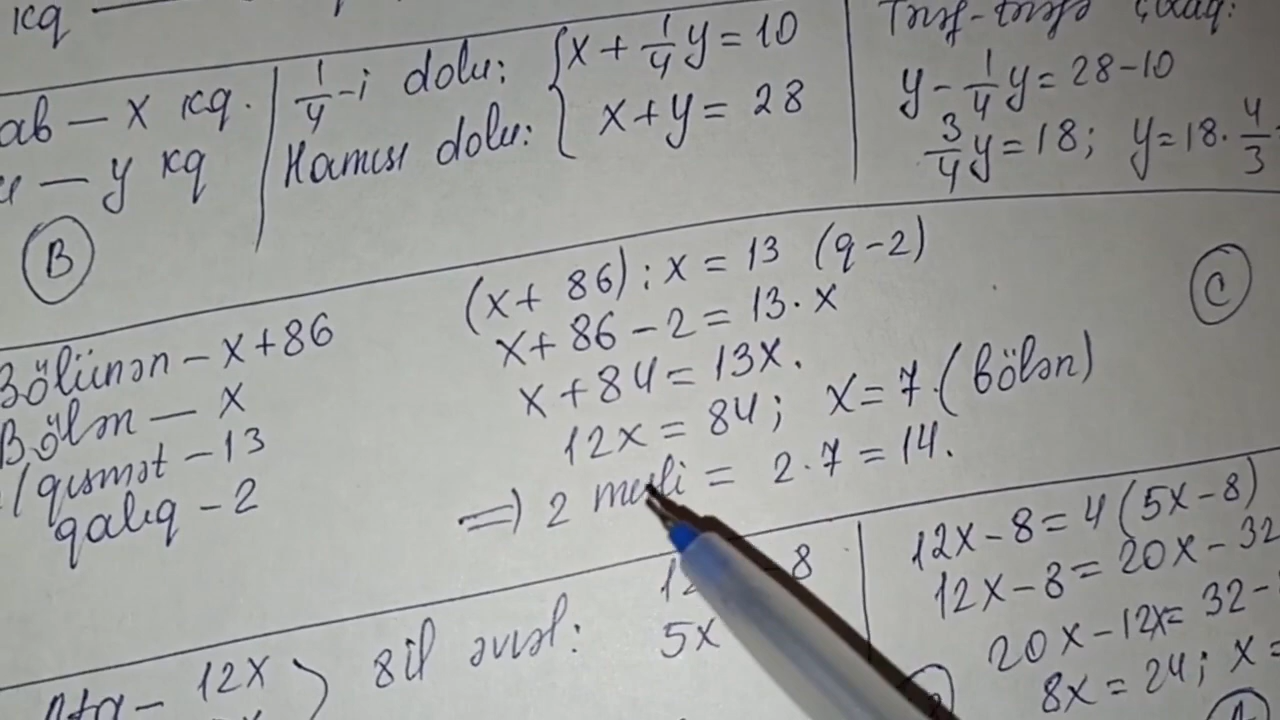 kq
ab – x kq.
– y kq
B
1/4-i dolu: { x + 1/4 y = 10
Hamısı dolu: x + y = 28
çıxaq:
y – 1/4 y = 28 – 10
3/4 y = 18; y = 18 · 4/3
Bölünən – x + 86
Bölən – x
qismət – 13
qalıq – 2
(x + 86) : x = 13 (q – 2)
x + 86 – 2 = 13 · x
x + 84 = 13x.
12x = 84; x = 7. (bölən)
=> 2 misli = 2 · 7 = 14.
C
Ata – 12x
8 il əvvəl:
8
5x
12x – 8 = 4 (5x – 8)
12x – 8 = 20x – 32
20x – 12x = 32 –
8x = 24; x =